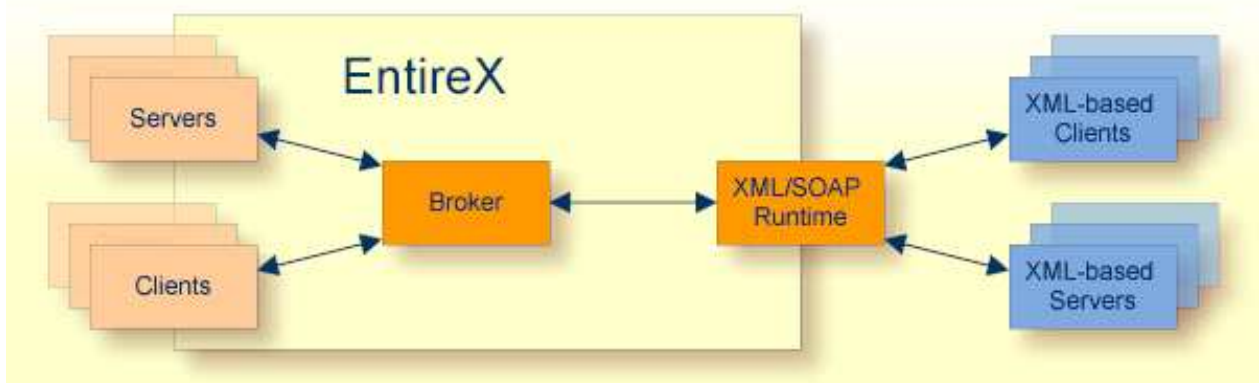 EntireX
Servers
Broker
Clients
XML/SOAP
Runtime
XML-based
Clients
XML-based
Servers